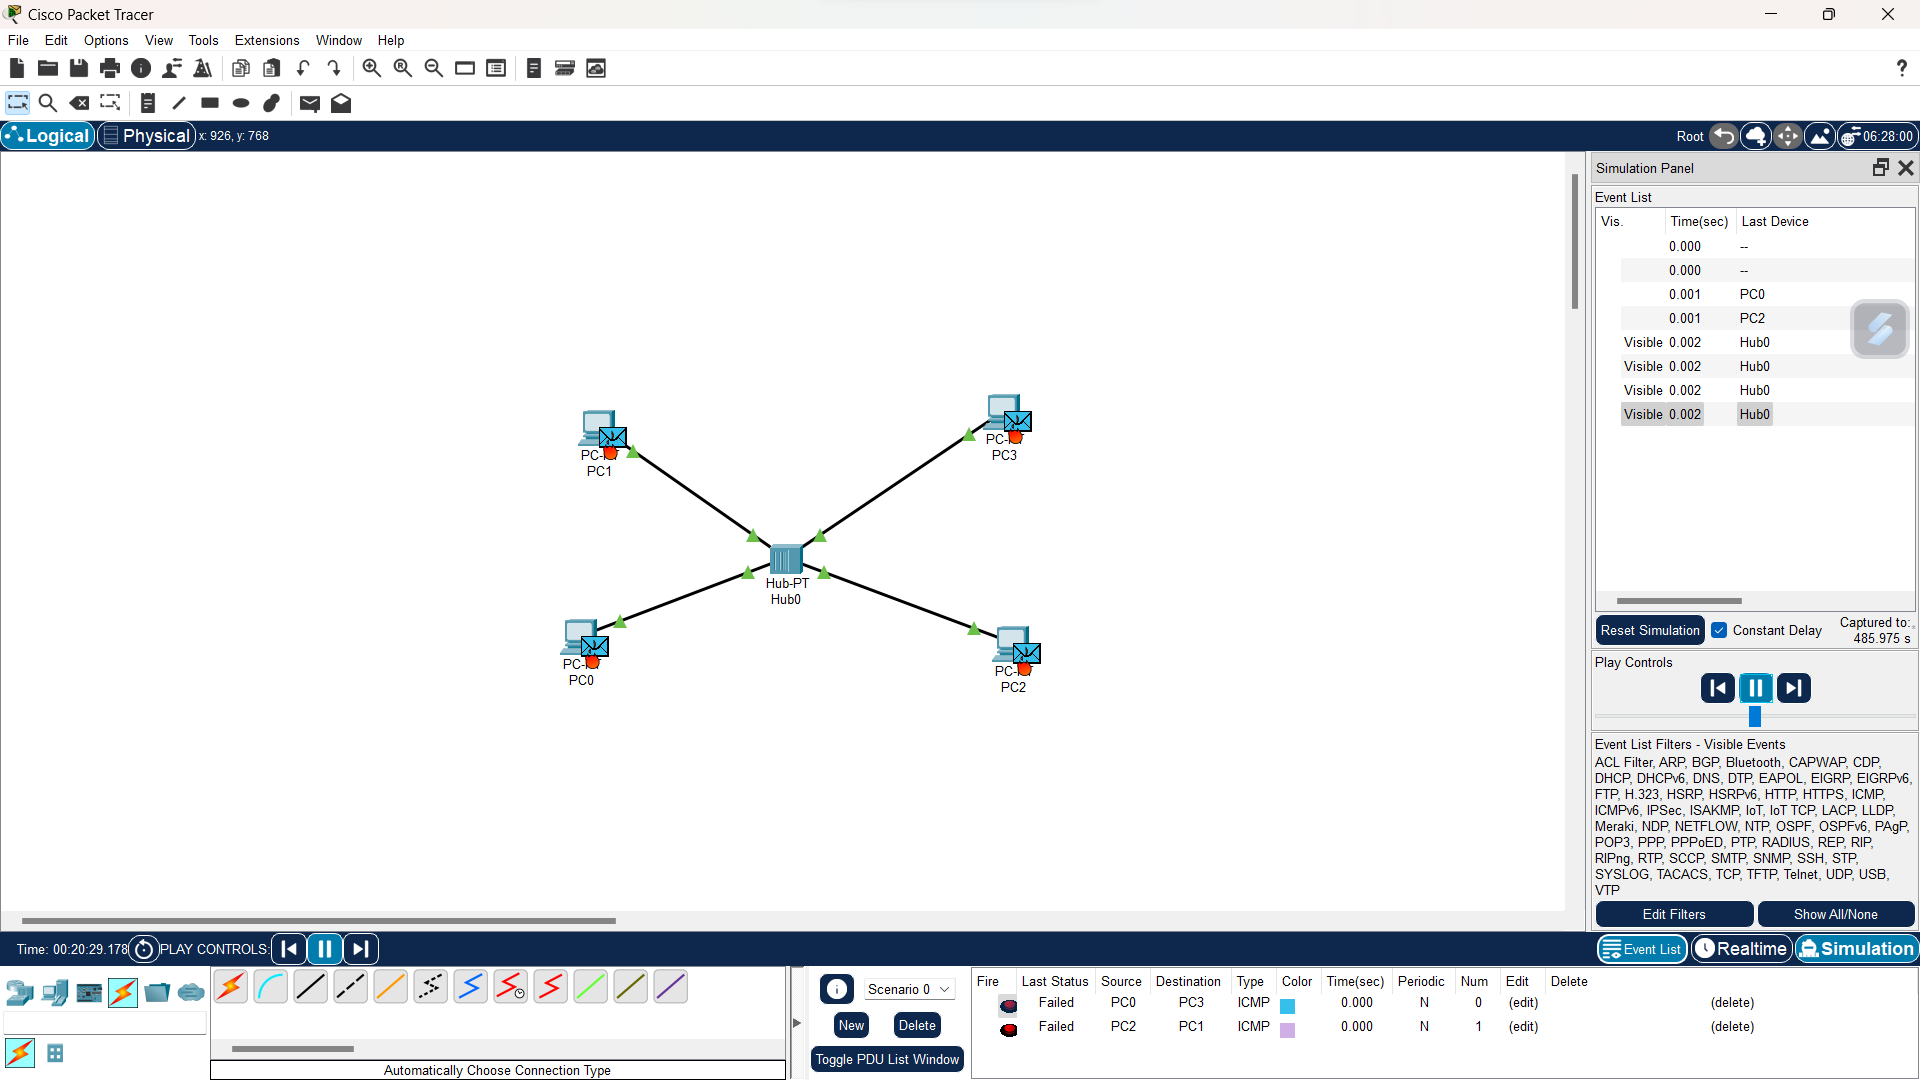 Cisco Packet Tracer
File Edit Options View Tools Extensions Window Help
?
Logical Physical x: 926, y: 768 Root 06:28:00
Simulation Panel
Event List
Vis. Time(sec) Last Device
0.000 --
0.000 --
0.001 PC0
0.001 PC2
Visible 0.002 Hub0
Visible 0.002 Hub0
Visible 0.002 Hub0
Visible 0.002 Hub0
PC3
PC1
Hub-PT
Hub0
PC0
PC2
Reset Simulation Constant Delay Captured to:
485.975 s
Play Controls
Event List Filters - Visible Events
ACL Filter, ARP, BGP, Bluetooth, CAPWAP, CDP,
DHCP, DHCPv6, DNS, DTP, EAPOL, EIGRP, EIGRPv6,
FTP, H.323, HSRP, HSRPv6, HTTP, HTTPS, ICMP,
ICMPv6, IPSec, ISAKMP, IoT, IoT TCP, LACP, LLDP,
Meraki, NDP, NETFLOW, NTP, OSPF, OSPFv6, PAgP,
POP3, PPP, PPPoED, PTP, RADIUS, REP, RIP,
RIPng, RTP, SCCP, SMTP, SNMP, SSH, STP,
SYSLOG, TACACS, TCP, TFTP, Telnet, UDP, USB,
VTP
Edit Filters Show All/None
Time: 00:20:29.178 PLAY CONTROLS: Event List Realtime Simulation
Scenario 0
New Delete
Toggle PDU List Window
Fire Last Status Source Destination Type Color Time(sec) Periodic Num Edit Delete
Failed PC0 PC3 ICMP 0.000 N 0 (edit) (delete)
Failed PC2 PC1 ICMP 0.000 N 1 (edit) (delete)
Automatically Choose Connection Type